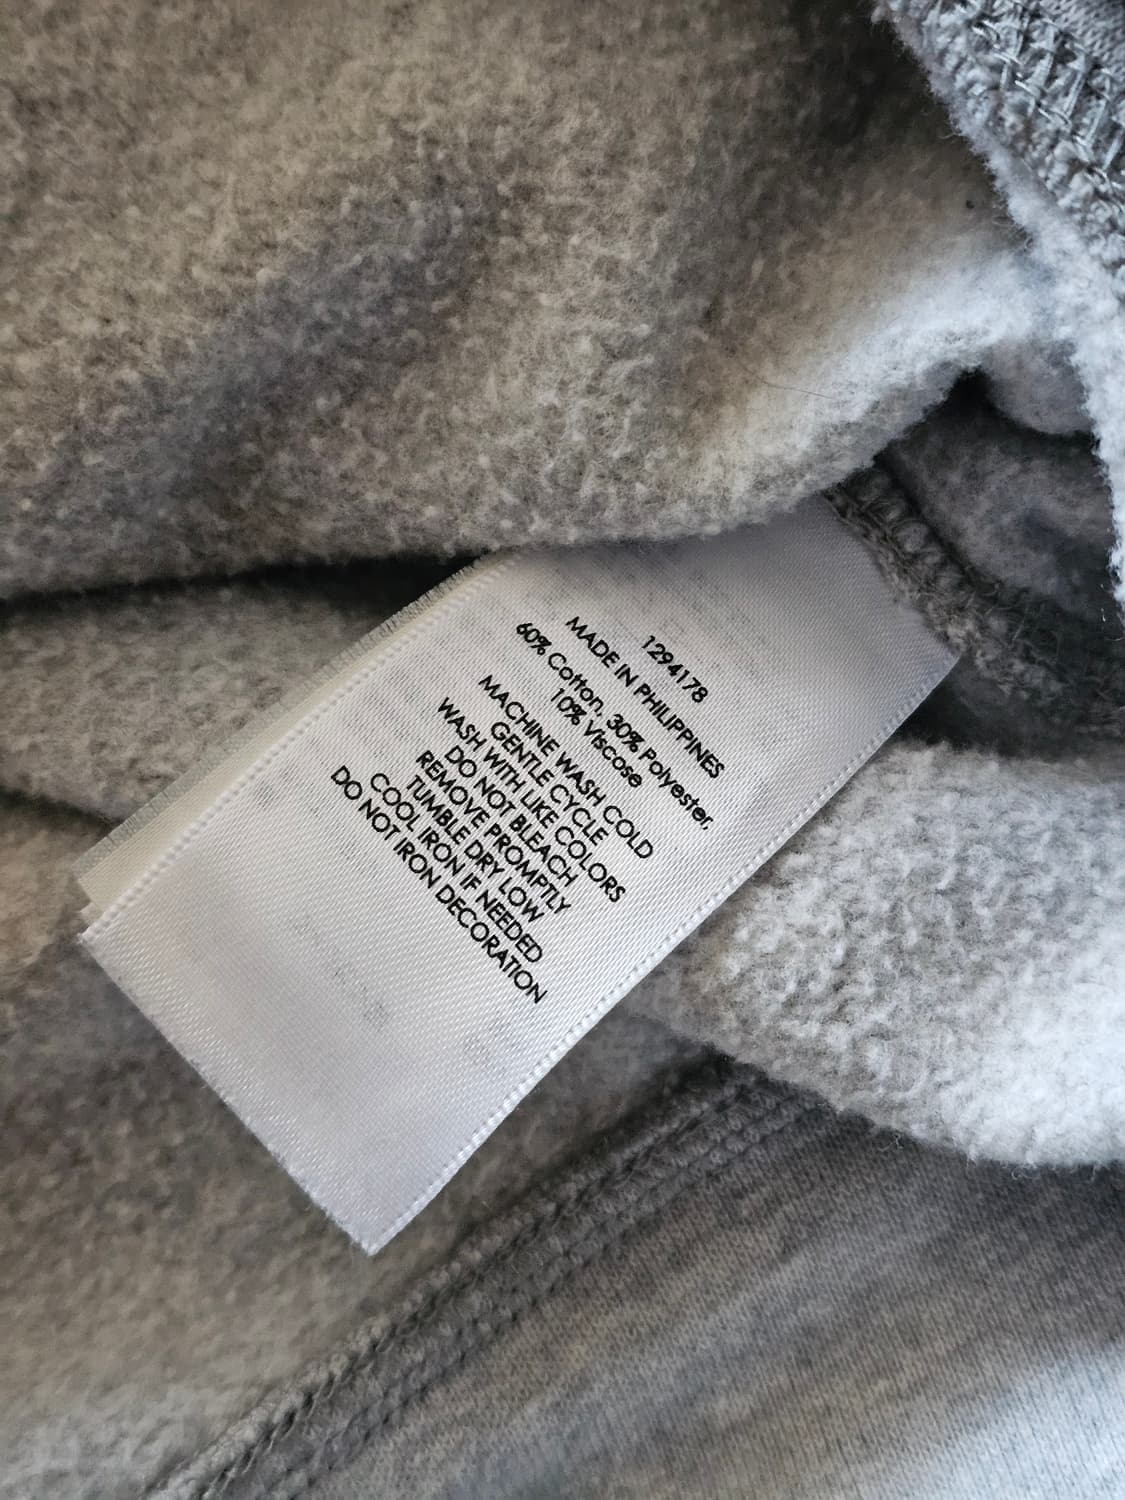 1294178
MADE IN PHILIPPINES
60% Cotton, 30% Polyester,
10% Viscose
MACHINE WASH COLD
GENTLE CYCLE
WASH WITH LIKE COLORS
DO NOT BLEACH
REMOVE PROMPTLY
TUMBLE DRY LOW
COOL IRON IF NEEDED
DO NOT IRON DECORATION